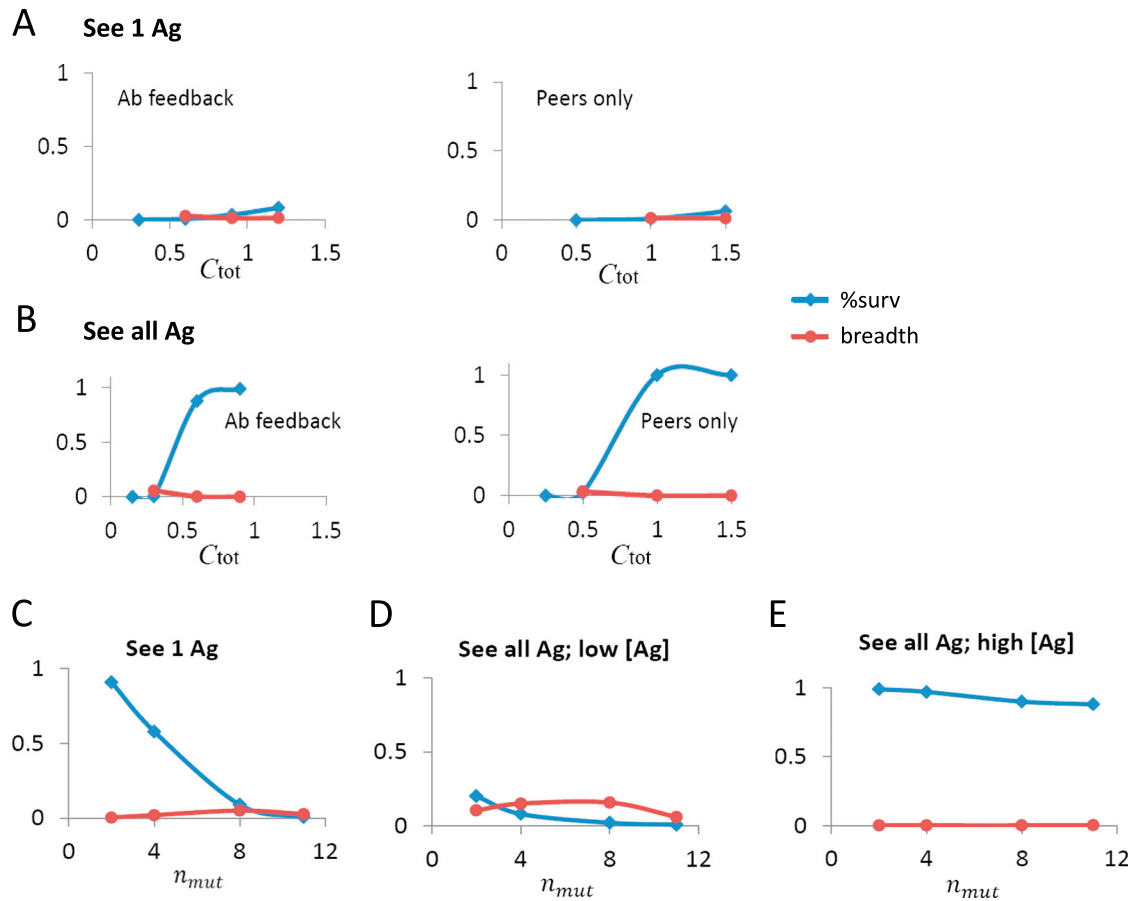 A
See 1 Ag
1
0.5
0
Ab feedback
0 0.5 1 1.5
Ctot
1
0.5
0
Peers only
0 0.5 1 1.5
Ctot
%surv
breadth
B
See all Ag
1
0.5
0
Ab feedback
0 0.5 1 1.5
Ctot
1
0.5
0
Peers only
0 0.5 1 1.5
Ctot
C
See 1 Ag
1
0.5
0
0 4 8 12
nmut
D
See all Ag; low [Ag]
1
0.5
0
0 4 8 12
nmut
E
See all Ag; high [Ag]
1
0.5
0
0 4 8 12
nmut